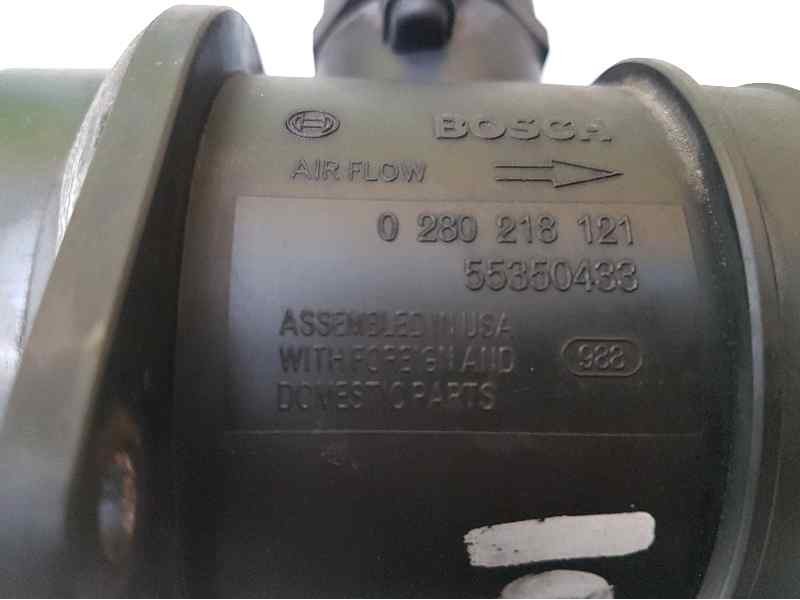 BOSCH
AIR FLOW
0 280 218 121
55350433
ASSEMBLED IN USA
WITH FOREIGN AND
DOMESTIC PARTS
988